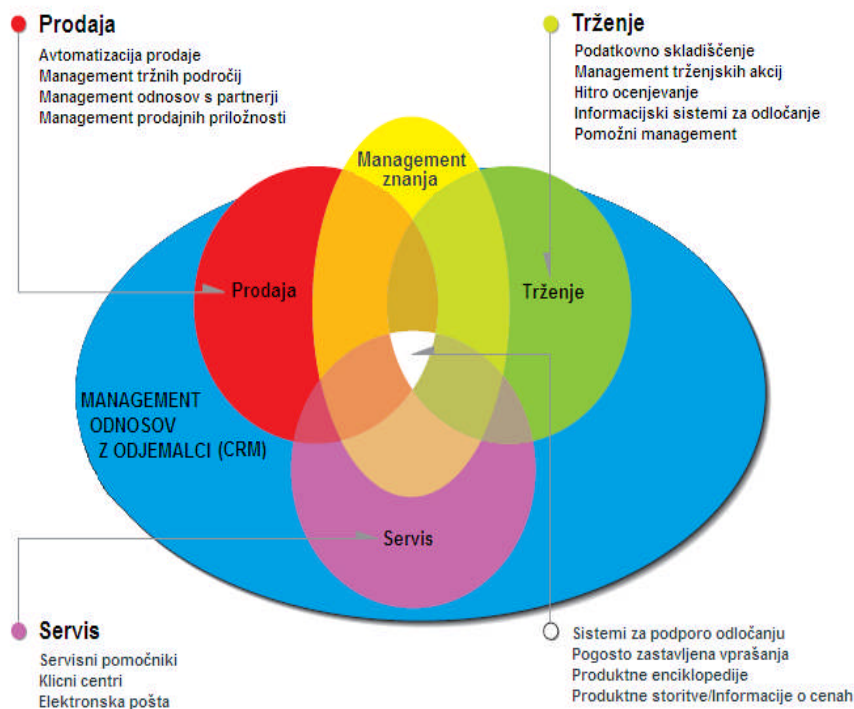 Prodaja
Avtomatizacija prodaje
Management tržnih področij
Management odnosov s partnerji
Management prodajnih priložnosti
Trženje
Podatkovno skladiščenje
Management trženjskih akcij
Hitro ocenjevanje
Informacijski sistemi za odločanje
Pomožni management
Management
znanja
Prodaja
Trženje
MANAGEMENT
ODNOSOV
Z ODJEMALCI (CRM)
Servis
Servis
Servisni pomočniki
Klicni centri
Elektronska pošta
Sistemi za podporo odločanju
Pogosto zastavljena vprašanja
Produktne enciklopedije
Produktne storitve/Informacije o cenah